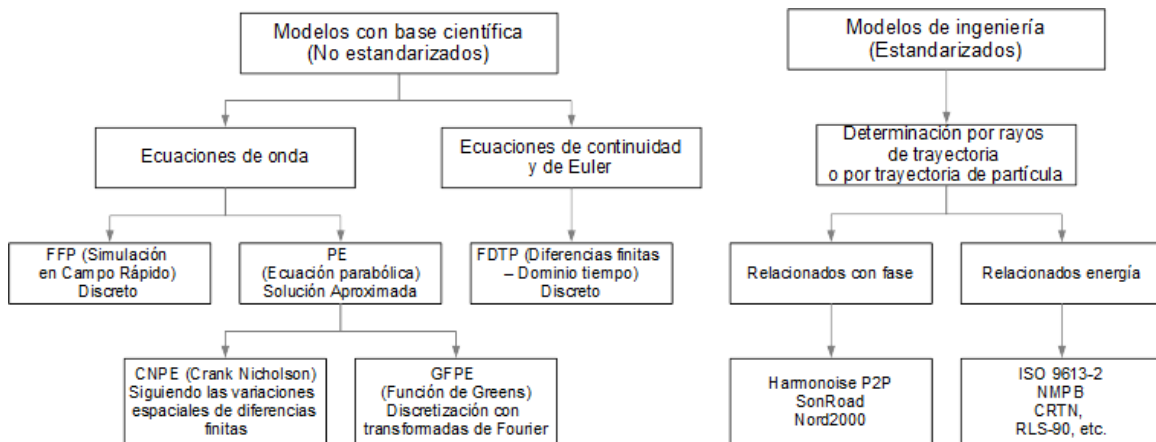 Modelos con base científica
(No estandarizados)
Ecuaciones de onda
Ecuaciones de continuidad
y de Euler
FFP (Simulación
en Campo Rápido)
Discreto
PE
(Ecuación parabólica)
Solución Aproximada
FDTP (Diferencias finitas
– Dominio tiempo)
Discreto
CNPE (Crank Nicholson)
Siguiendo las variaciones
espaciales de diferencias
finitas
GFPE
(Función de Greens)
Discretización con
transformadas de Fourier
Modelos de ingeniería
(Estandarizados)
Determinación por rayos
de trayectoria
o por trayectoria de partícula
Relacionados con fase
Relacionados energía
Harmonoise P2P
SonRoad
Nord2000
ISO 9613-2
NMPB
CRTN,
RLS-90, etc.